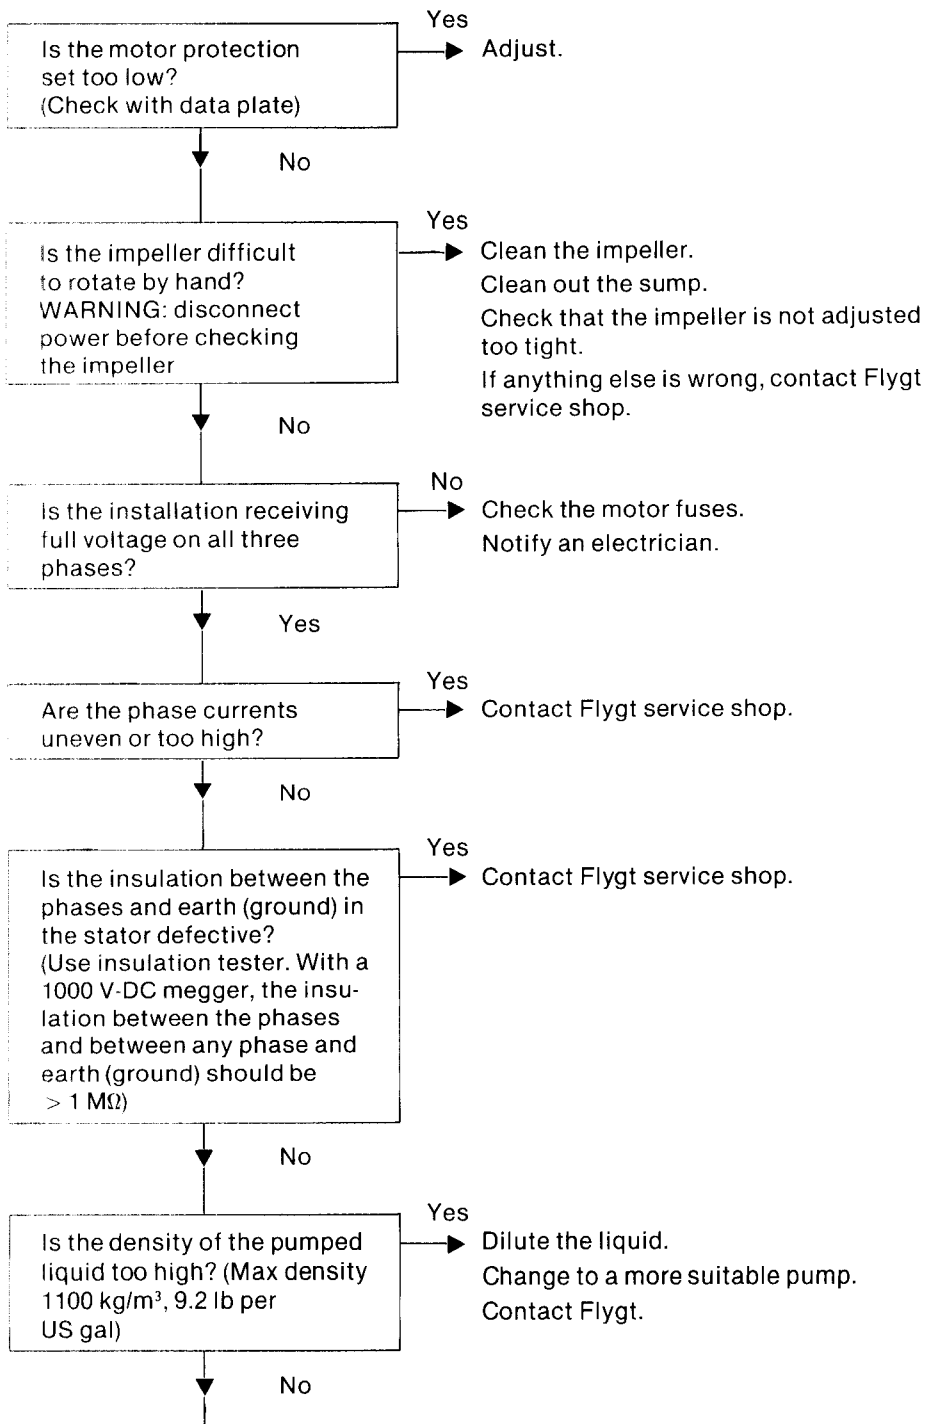 Yes
Is the motor protection
set too low?
(Check with data plate)
Adjust.
No
Yes
Is the impeller difficult
to rotate by hand?
WARNING: disconnect
power before checking
the impeller
Clean the impeller.
Clean out the sump.
Check that the impeller is not adjusted
too tight.
If anything else is wrong, contact Flygt
service shop.
No
No
Is the installation receiving
full voltage on all three
phases?
Check the motor fuses.
Notify an electrician.
Yes
Yes
Are the phase currents
uneven or too high?
Contact Flygt service shop.
No
Yes
Is the insulation between the
phases and earth (ground) in
the stator defective?
(Use insulation tester. With a
1000 V-DC megger, the insu-
lation between the phases
and between any phase and
earth (ground) should be
> 1 MΩ)
Contact Flygt service shop.
No
Yes
Is the density of the pumped
liquid too high? (Max density
1100 kg/m³, 9.2 lb per
US gal)
Dilute the liquid.
Change to a more suitable pump.
Contact Flygt.
No